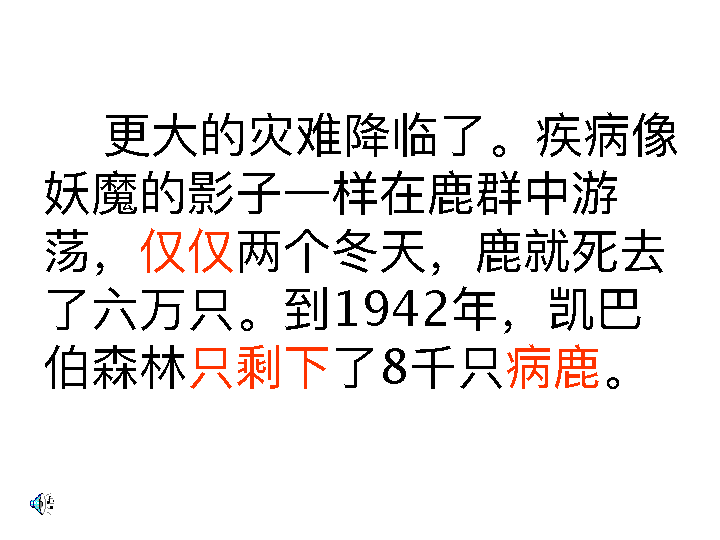 更大的灾难降临了。疾病像
妖魔的影子一样在鹿群中游
荡，仅仅两个冬天，鹿就死去
了六万只。到1942年，凯巴
伯森林只剩下了8千只病鹿。